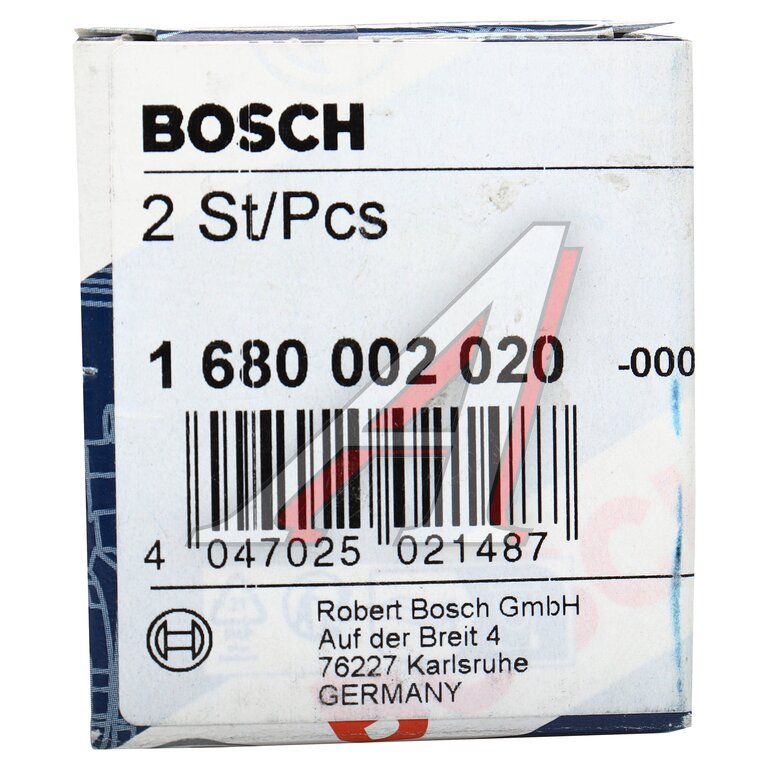 BOSCH
2 St/Pcs
1 680 002 020 -000
4 047025 021487
Robert Bosch GmbH
Auf der Breit 4
76227 Karlsruhe
GERMANY